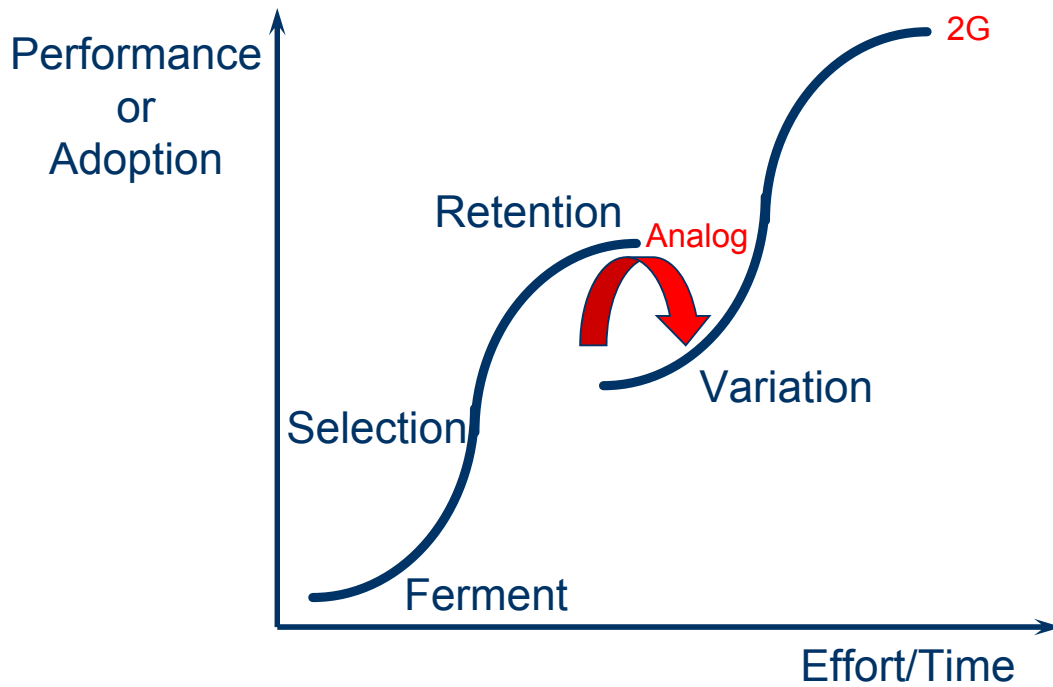 Performance
or
Adoption
2G
Retention
Analog
Variation
Selection
Ferment
Effort/Time